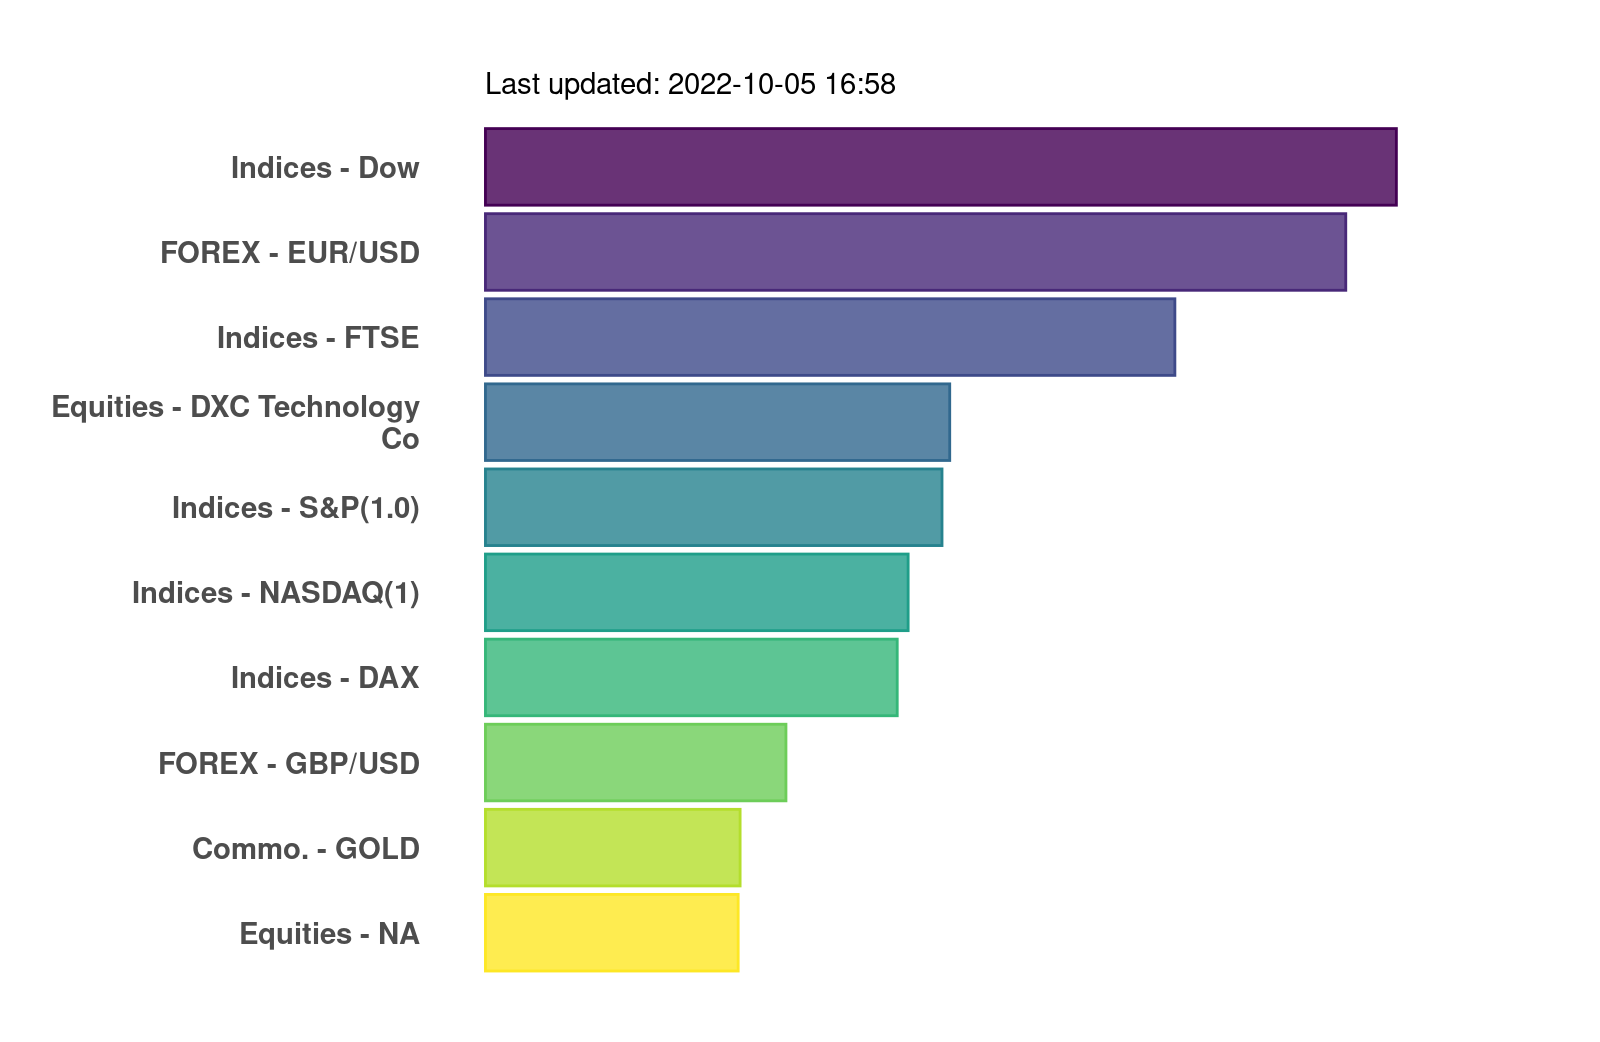 Last updated: 2022-10-05 16:58
Indices - Dow
FOREX - EUR/USD
Indices - FTSE
Equities - DXC Technology
Co
Indices - S&P(1.0)
Indices - NASDAQ(1)
Indices - DAX
FOREX - GBP/USD
Commo. - GOLD
Equities - NA